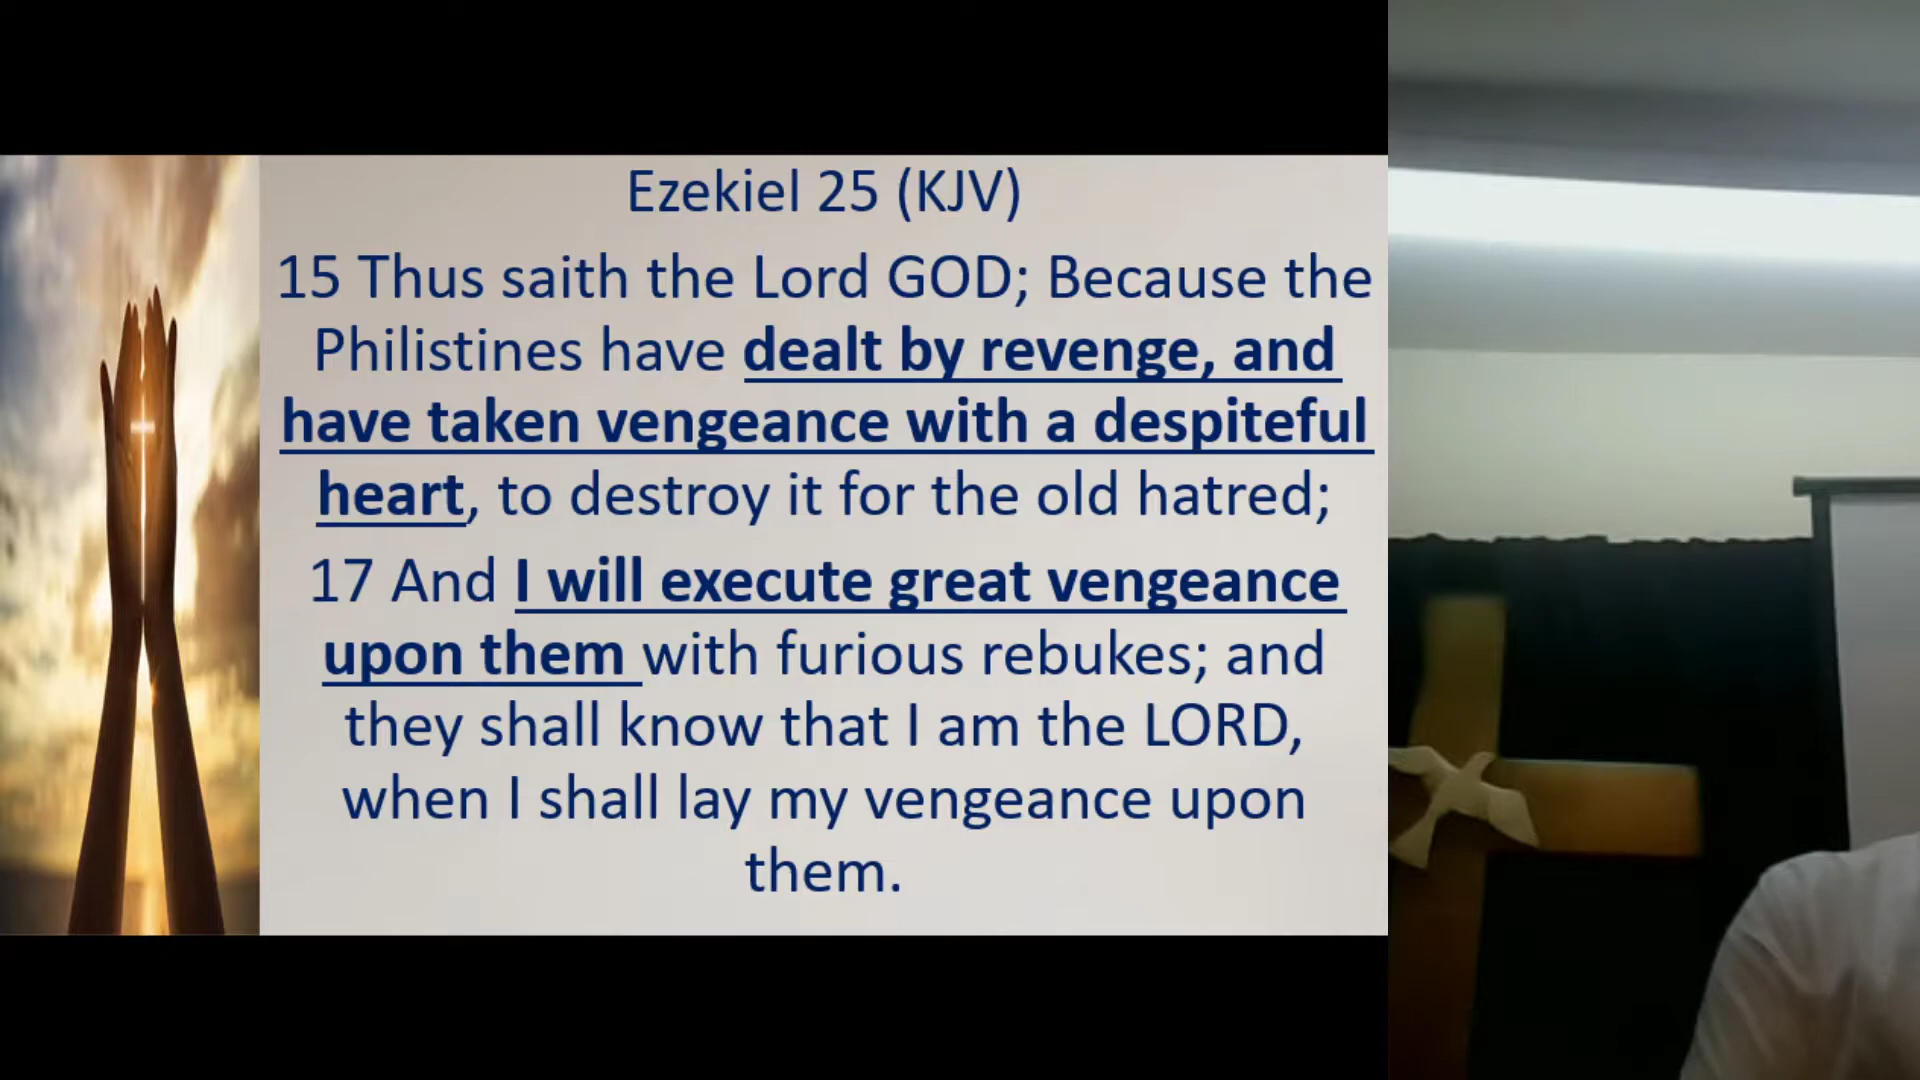 Ezekiel 25 (KJV)
15 Thus saith the Lord GOD; Because the
Philistines have dealt by revenge, and
have taken vengeance with a despiteful
heart, to destroy it for the old hatred;
17 And I will execute great vengeance
upon them with furious rebukes; and
they shall know that I am the LORD,
when I shall lay my vengeance upon
them.